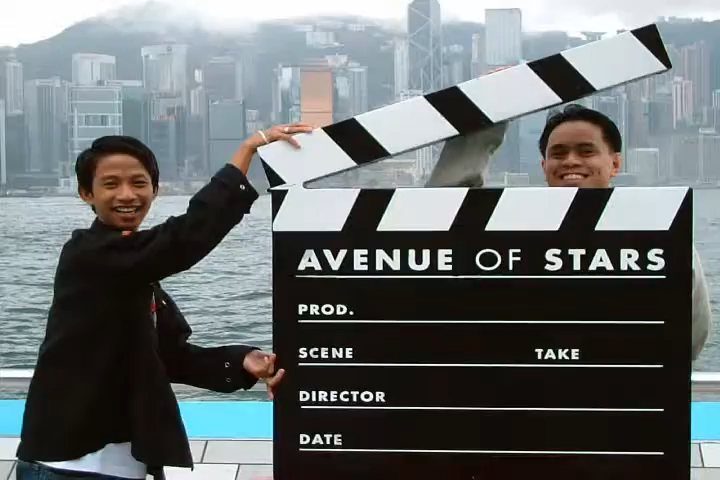 AVENUE OF STARS
PROD.
SCENE TAKE
DIRECTOR
DATE